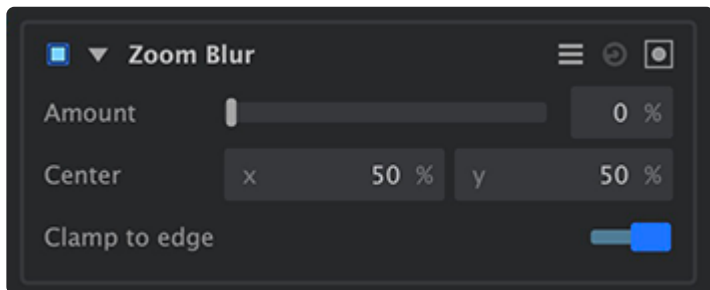 Zoom Blur
Amount 0 %
Center x 50 % y 50 %
Clamp to edge